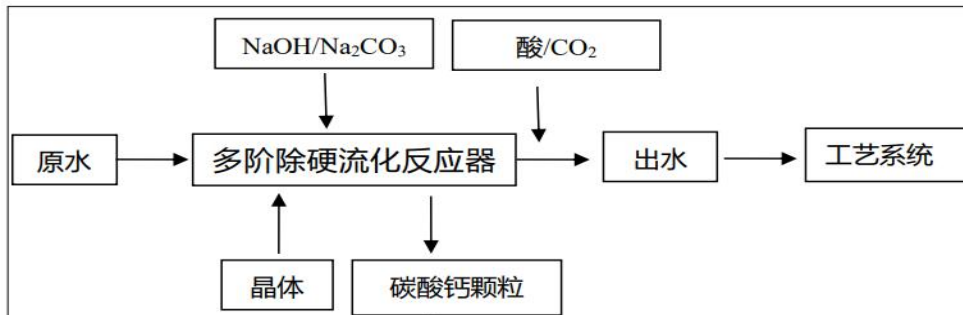 NaOH/Na₂CO₃
酸/CO₂
原水
多阶除硬流化反应器
出水
工艺系统
晶体
碳酸钙颗粒